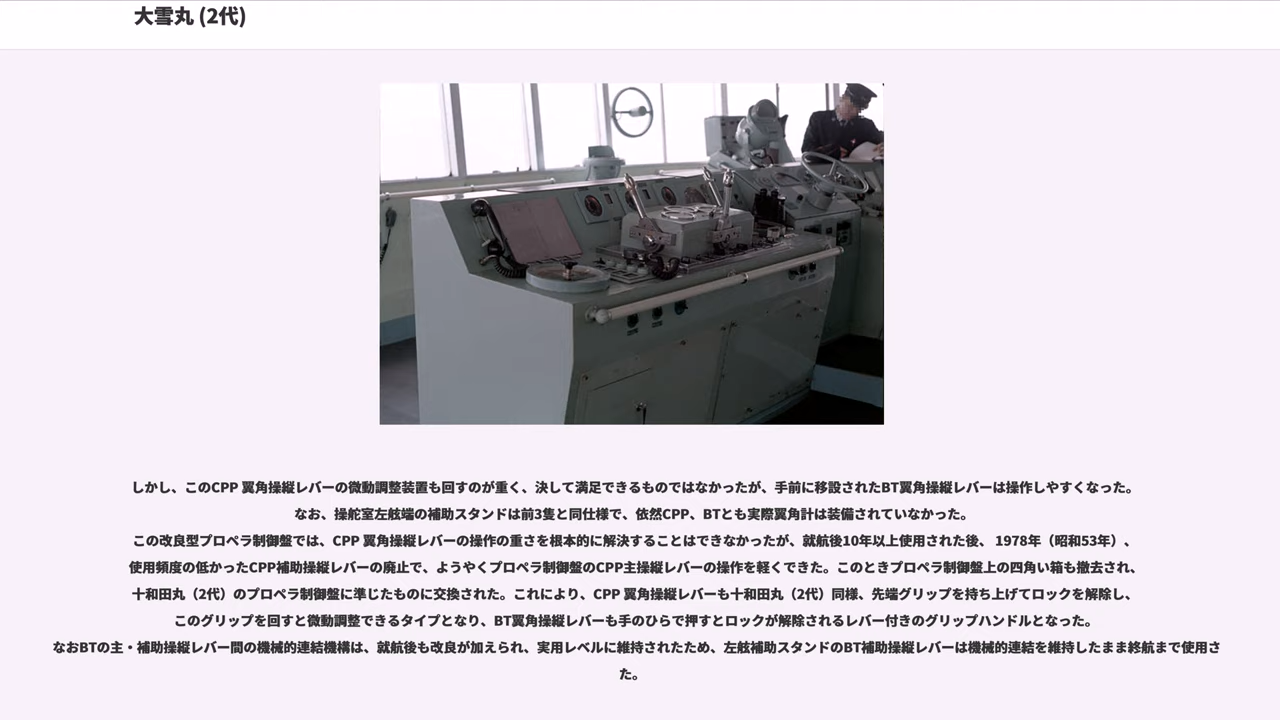 大雪丸 (2代)
しかし、このCPP 翼角操縦レバーの微動調整装置も回すのが重く、決して満足できるものではなかったが、手前に移設されたBT翼角操縦レバーは操作しやすくなった。
なお、操舵室左舷端の補助スタンドは前3隻と同仕様で、依然CPP、BTとも実際翼角計は装備されていなかった。
この改良型プロペラ制御盤では、CPP 翼角操縦レバーの操作の重さを根本的に解決することはできなかったが、就航後10年以上使用された後、 1978年（昭和53年）、
使用頻度の低かったCPP補助操縦レバーの廃止で、ようやくプロペラ制御盤のCPP主操縦レバーの操作を軽くできた。このときプロペラ制御盤上の四角い箱も撤去され、
十和田丸（2代）のプロペラ制御盤に準じたものに交換された。これにより、CPP 翼角操縦レバーも十和田丸（2代）同様、先端グリップを持ち上げてロックを解除し、
このグリップを回すと微動調整できるタイプとなり、BT翼角操縦レバーも手のひらで押すとロックが解除されるレバー付きのグリップハンドルとなった。
なおBTの主・補助操縦レバー間の機械的連結機構は、就航後も改良が加えられ、実用レベルに維持されたため、左舷補助スタンドのBT補助操縦レバーは機械的連結を維持したまま終航まで使用さ
た。